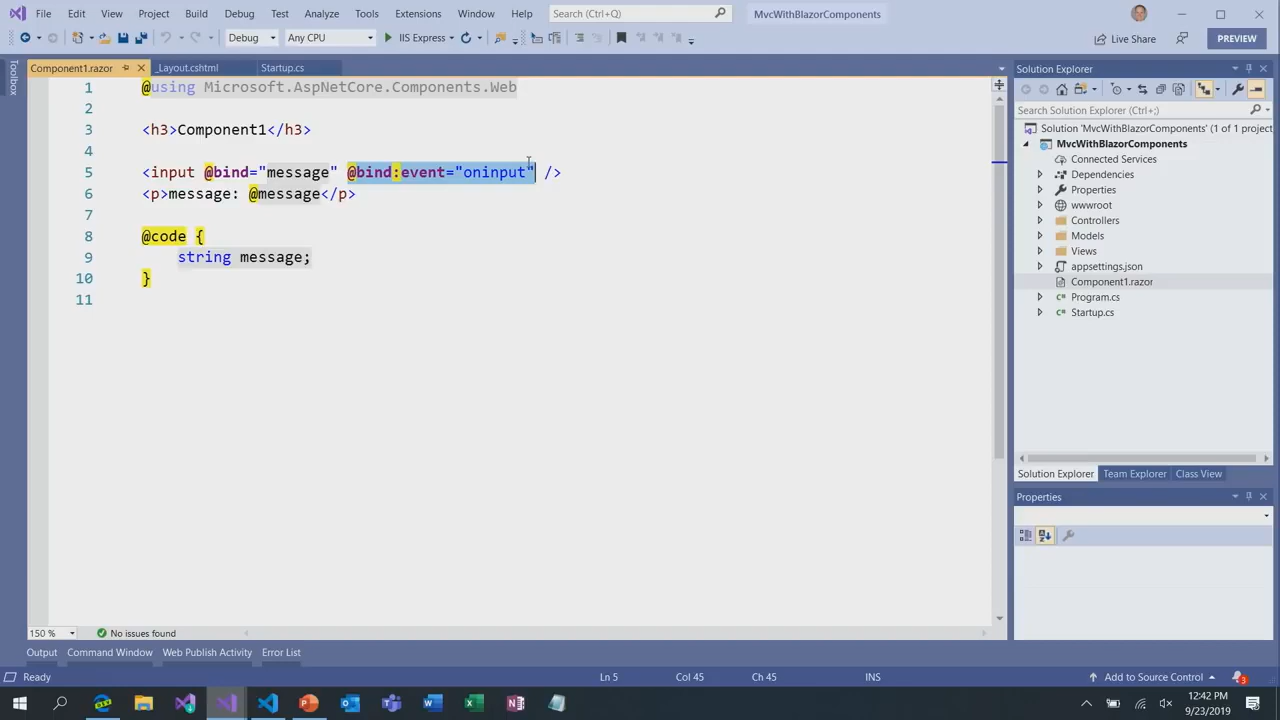 File Edit View Project Build Debug Test Analyze Tools Extensions Window Help Search (Ctrl+Q) MvcWithBlazorComponents
Debug Any CPU IIS Express Live Share PREVIEW
Toolbox
Component1.razor _Layout.cshtml Startup.cs
1 @using Microsoft.AspNetCore.Components.Web
2
3 <h3>Component1</h3>
4
5 <input @bind="message" @bind:event="oninput" />
6 <p>message: @message</p>
7
8 @code {
9 string message;
10 }
11
150 % No issues found
Output Command Window Web Publish Activity Error List
Solution Explorer
Search Solution Explorer (Ctrl+;)
Solution 'MvcWithBlazorComponents' (1 of 1 project
MvcWithBlazorComponents
Connected Services
Dependencies
Properties
wwwroot
Controllers
Models
Views
appsettings.json
Component1.razor
Program.cs
Startup.cs
Solution Explorer Team Explorer Class View
Properties
Ready Ln 5 Col 45 Ch 45 INS Add to Source Control 3
12:42 PM
9/23/2019